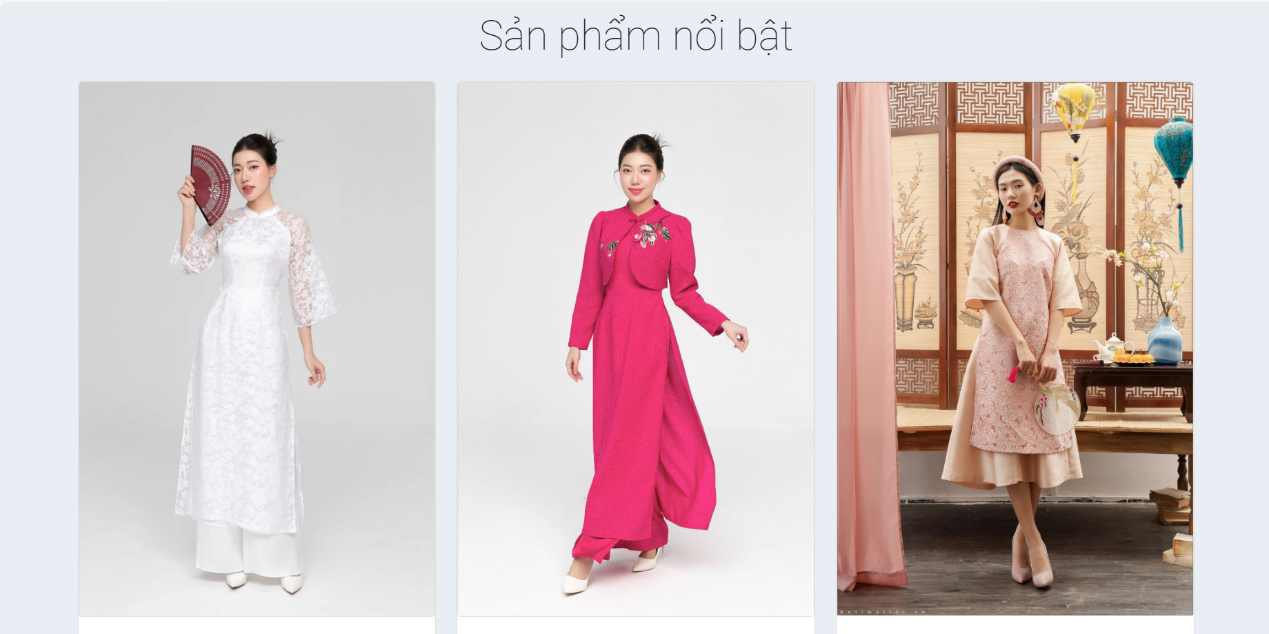 Sản phẩm nổi bật